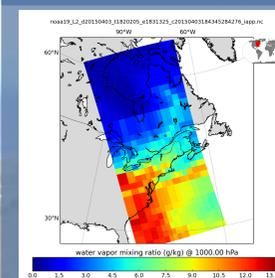 noaa19_L2_d20150403_t1820205_e1831325_c20150403184345284276_iapp.nc
90°W 60°W
60°N
30°N
water vapor mixing ratio (g/kg) @ 1000.00 hPa
0.0 1.5 3.0 4.5 6.0 7.5 9.0 10.5 12.0 13.